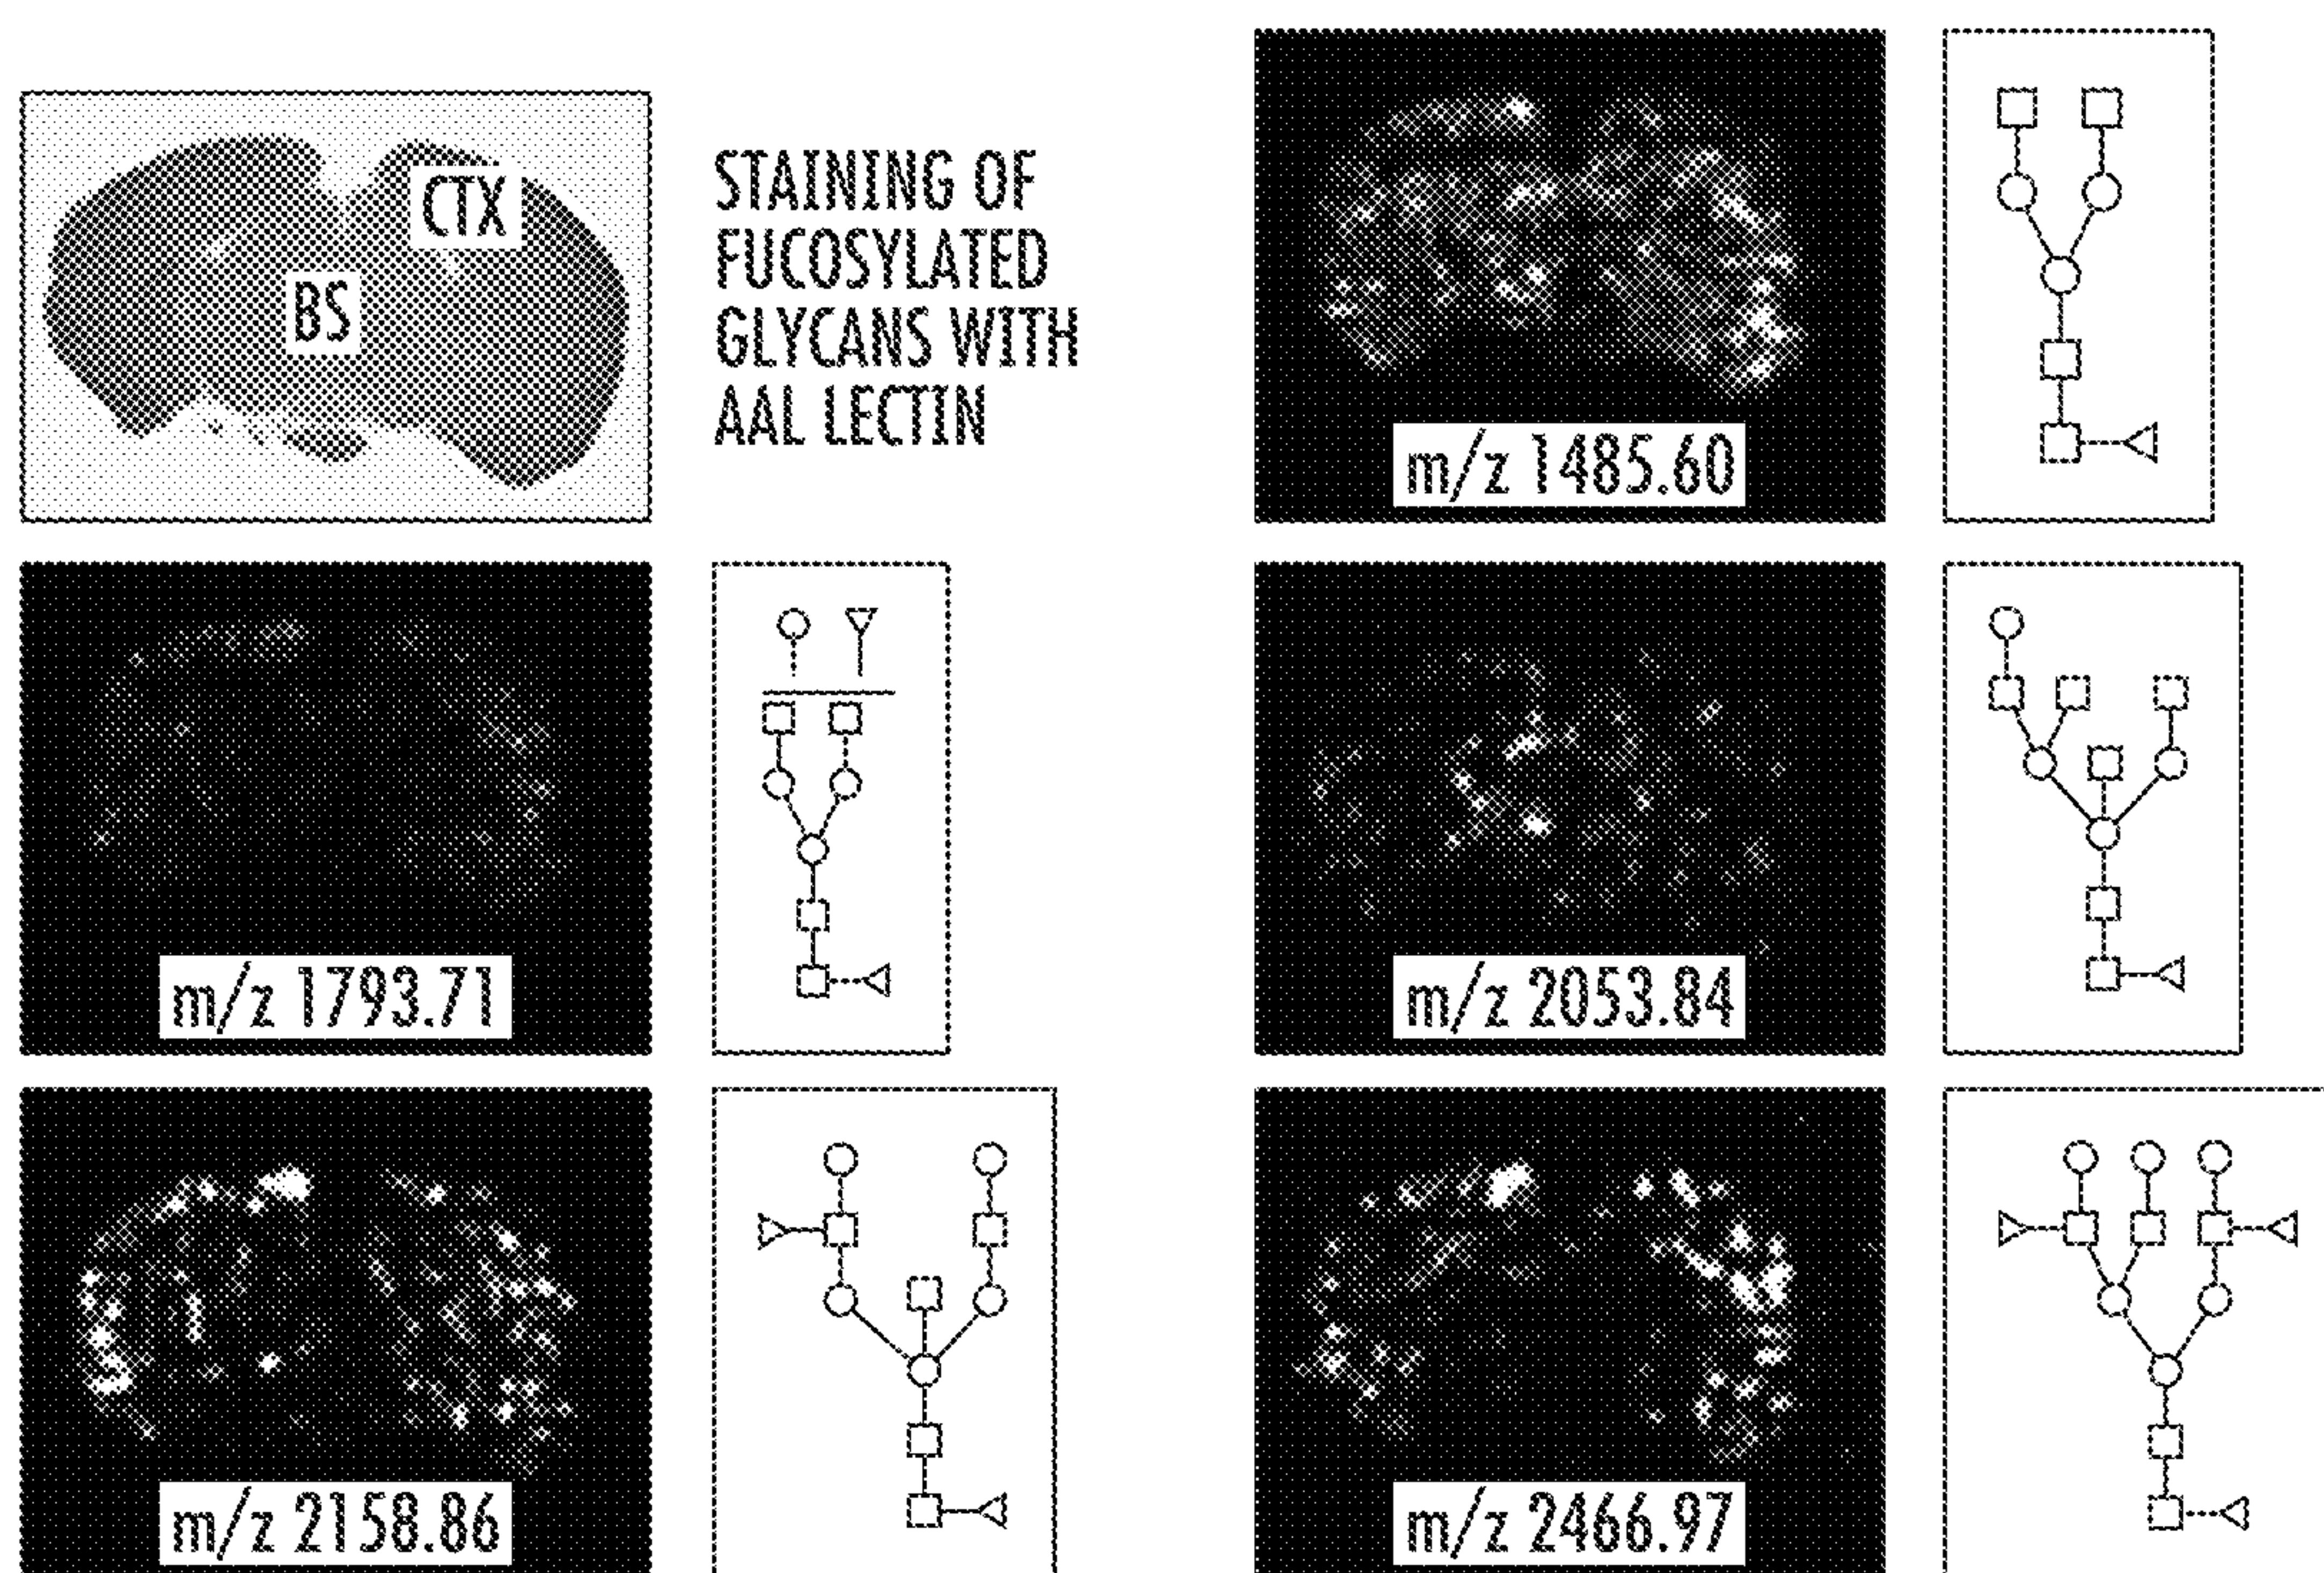 CTX
BS
STAINING OF
FUCOSYLATED
GLYCANS WITH
AAL LECTIN
m/z 1485.60
m/z 1793.71
m/z 2053.84
m/z 2158.86
m/z 2466.97